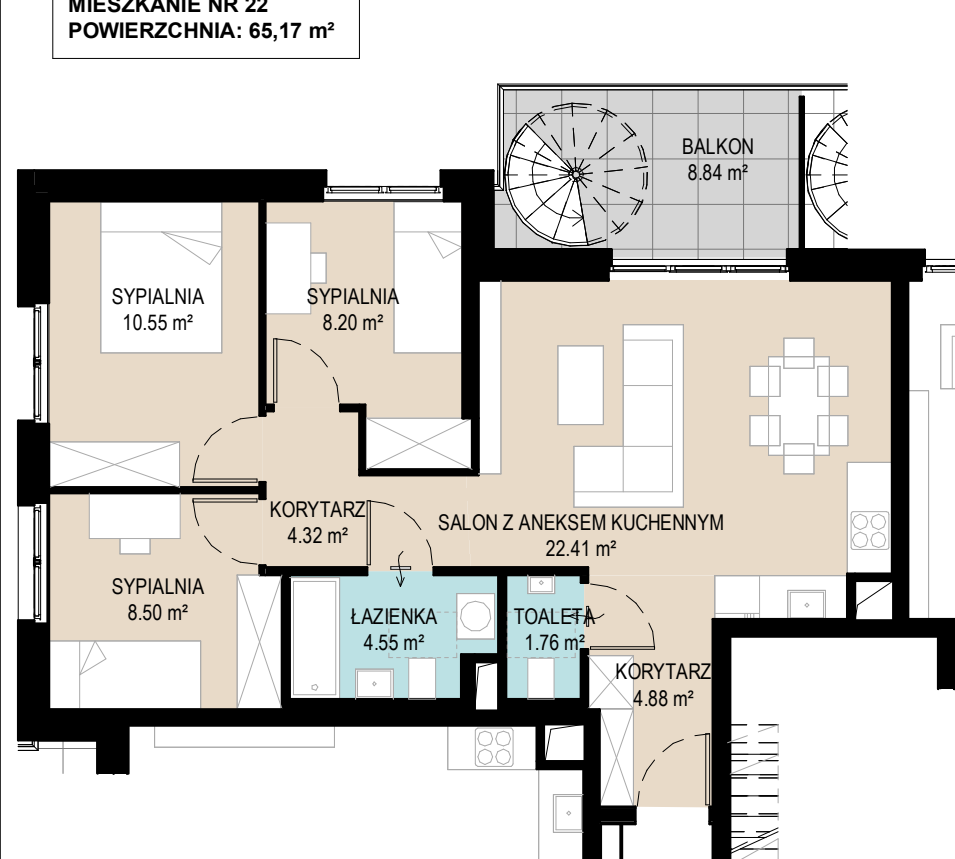 MIESZKANIE NR 22
POWIERZCHNIA: 65,17 m²
BALKON
8.84 m²
SYPIALNIA
10.55 m²
SYPIALNIA
8.20 m²
KORYTARZ
4.32 m²
SALON Z ANEKSEM KUCHENNYM
22.41 m²
SYPIALNIA
8.50 m²
ŁAZIENKA
4.55 m²
TOALETA
1.76 m²
KORYTARZ
4.88 m²